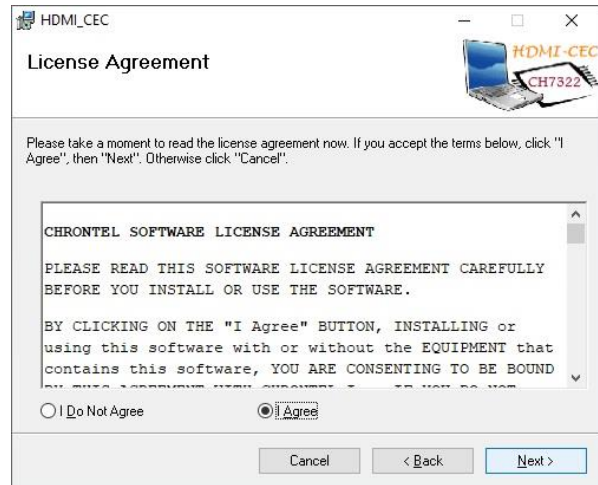 HDMI_CEC
License Agreement
HDMI-CEC
CH7322
Please take a moment to read the license agreement now. If you accept the terms below, click "I
Agree", then "Next". Otherwise click "Cancel".
CHRONTEL SOFTWARE LICENSE AGREEMENT
PLEASE READ THIS SOFTWARE LICENSE AGREEMENT CAREFULLY
BEFORE YOU INSTALL OR USE THE SOFTWARE.
BY CLICKING ON THE "I Agree" BUTTON, INSTALLING or
using this software with or without the EQUIPMENT that
contains this software, YOU ARE CONSENTING TO BE BOUND
I Do Not Agree
I Agree
Cancel
< Back
Next >